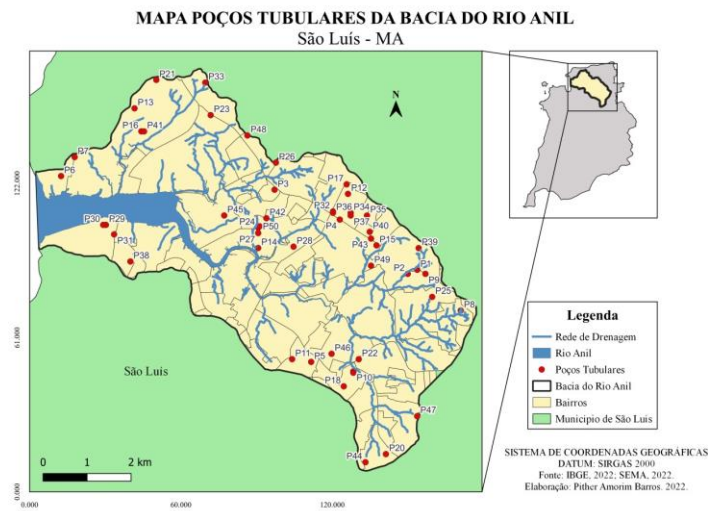 MAPA POÇOS TUBULARES DA BACIA DO RIO ANIL
São Luís - MA
P21
P33
P13
P23
P16
P41
P48
P7
P26
P6
P17
P12
P3
P32
P36
P34
P35
P45
P42
P4
P37
P30
P29
P24
P50
P40
P31
P27
P14
P28
P43
P15
P39
P38
P49
P2
P1
P9
P25
P8
P11
P5
P46
P22
P18
P10
P47
P44
P20
São Luis
N
0 1 2 km
122.000
61.000
0.000
0.000
60.000
120.000
Legenda
Rede de Drenagem
Rio Anil
Poços Tubulares
Bacia do Rio Anil
Bairros
Municipio de São Luis
SISTEMA DE COORDENADAS GEOGRÁFICAS
DATUM: SIRGAS 2000
Fonte: IBGE, 2022; SEMA, 2022.
Elaboração: Pither Amorim Barros. 2022.